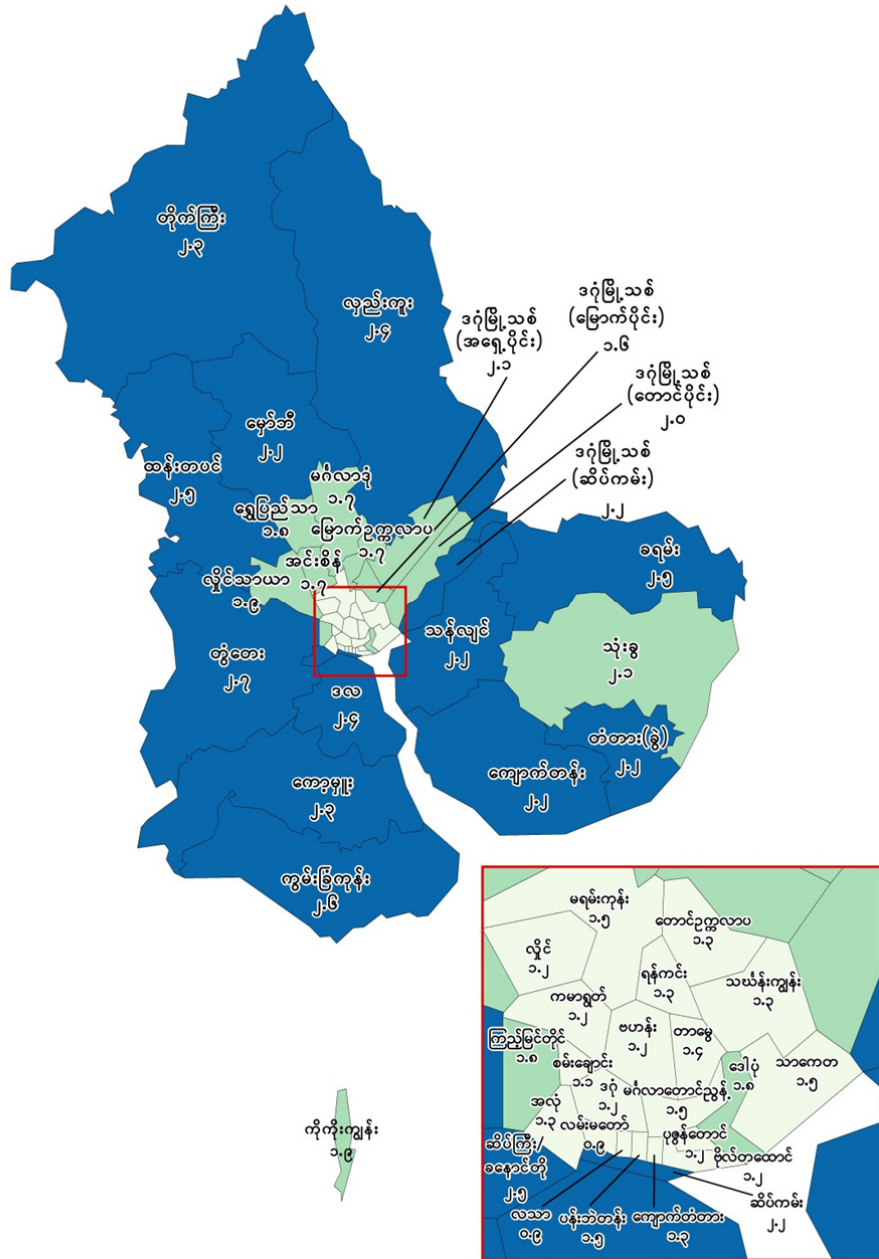 တိုက်ကြီး
၂.၃
လှည်းကူး
၂.၄
ဒဂုံမြို့သစ်
(အရှေ့ပိုင်း)
၂.၁
ဒဂုံမြို့သစ်
(မြောက်ပိုင်း)
၁.၆
ဒဂုံမြို့သစ်
(တောင်ပိုင်း)
၂.၀
ဒဂုံမြို့သစ်
(ဆိပ်ကမ်း)
၂.၂
မှော်ဘီ
၂.၂
ထန်းတပင်
၂.၅
မင်္ဂလာဒုံ
၁.၇
ရွှေပြည်သာ
၁.၈
မြောက်ဥက္ကလာပ
၁.၇
အင်းစိန်
၁.၇
လှိုင်သာယာ
၁.၉
ခရမ်း
၂.၅
သန်လျင်
၂.၂
သုံးခွ
၂.၁
တွံတေး
၂.၇
ဒလ
၂.၄
တံတား(ခွဲ)
၂.၂
ကျောက်တန်း
၂.၂
ကော့မှူး
၂.၃
ကွမ်းခြံကုန်း
၂.၆
ကိုကိုးကျွန်း
၁.၉
မရမ်းကုန်း
၁.၅
တောင်ဥက္ကလာပ
၁.၃
လှိုင်
၁.၂
ရန်ကင်း
၁.၃
သင်္ဃန်းကျွန်း
၁.၃
ကမာရွတ်
၁.၂
ဗဟန်း
၁.၂
တာမွေ
၁.၄
ကြည့်မြင်တိုင်
၁.၈
စမ်းချောင်း
၁.၁
ဒေါပုံ
၁.၈
သာကေတ
၁.၅
ဒဂုံ
၁.၂
မင်္ဂလာတောင်ညွန့်
၁.၅
အလုံ
၁.၃
လမ်းမတော်
၀.၉
ပုဇွန်တောင်
၁.၂
ဗိုလ်တထောင်
၁.၂
ဆိပ်ကြီး/
ခနောင်တို
၂.၅
ဆိပ်ကမ်း
၂.၂
လသာ
၀.၉
ပန်းဘဲတန်း
၁.၅
ကျောက်တံတား
၁.၃